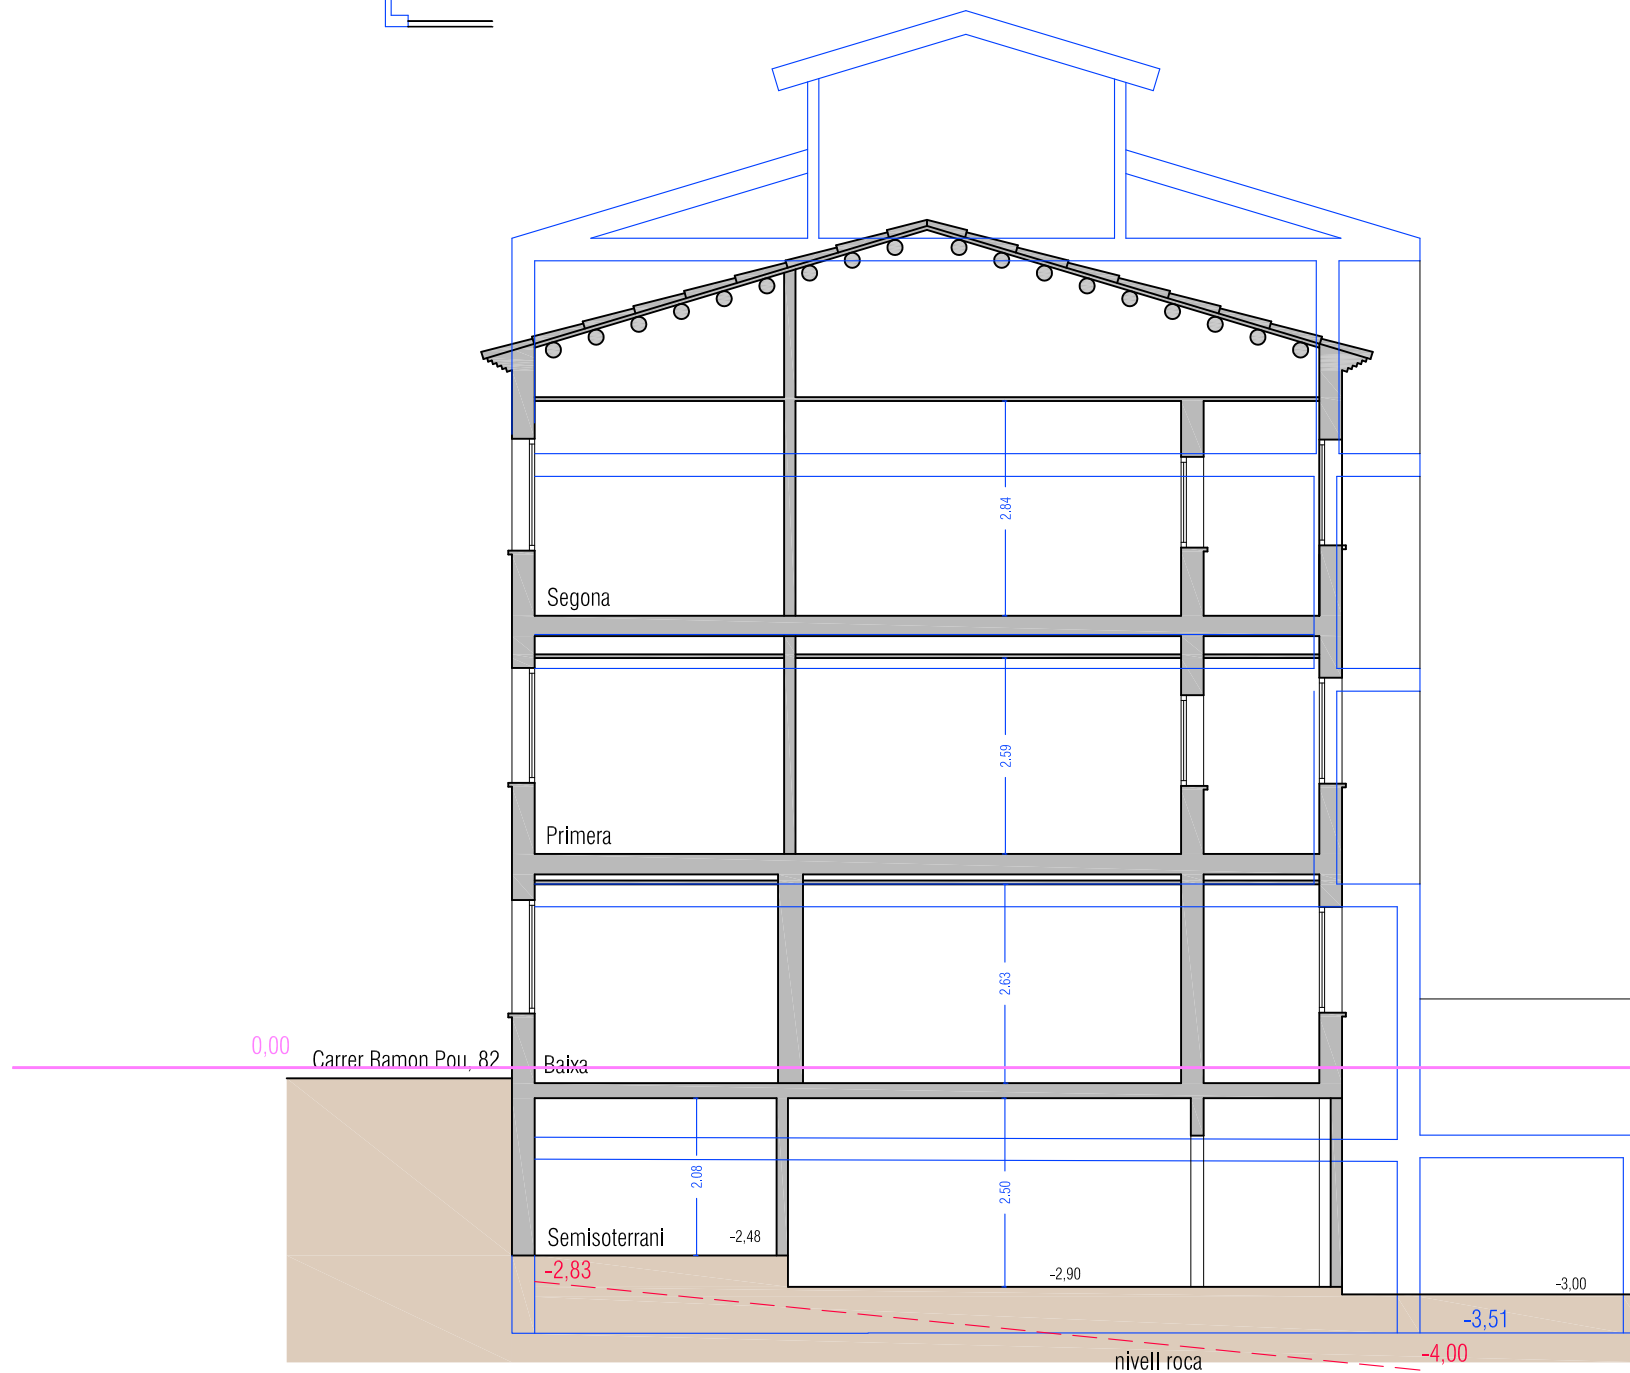 2.84
Segona
2.59
Primera
2.63
0,00
Carrer Ramon Pou, 82
Baixa
2.08
2.50
Semisoterrani
-2,48
-2,83
-2,90
-3,00
-3,51
-4,00
nivell roca